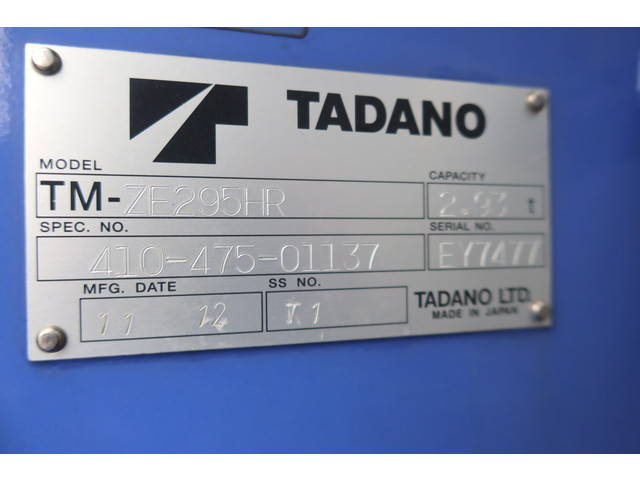 TADANO
MODEL
TM-ZE295HR
CAPACITY
2.93 t
SPEC. NO.
410-475-01137
SERIAL NO.
EY7477
MFG. DATE
11 12
SS NO.
1
TADANO LTD.
MADE IN JAPAN